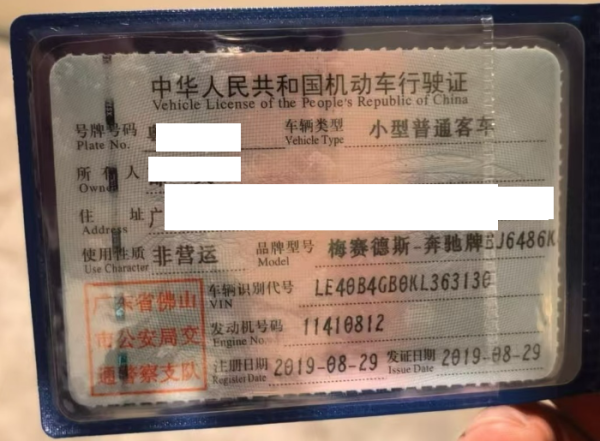 中华人民共和国机动车行驶证
Vehicle License of the People's Republic of China
号牌号码 粤 车辆类型 小型普通客车
Plate No. Vehicle Type
所有人
Owner
住址 广
Address
使用性质 非营运 品牌型号 梅赛德斯-奔驰牌BJ6486K
Use Character Model
车辆识别代号 LE40B4GB0KL363130
VIN
发动机号码 11410812
Engine No.
注册日期 2019-08-29 发证日期 2019-08-29
Register Date Issue Date
广东省佛山
市公安局交
通警察支队